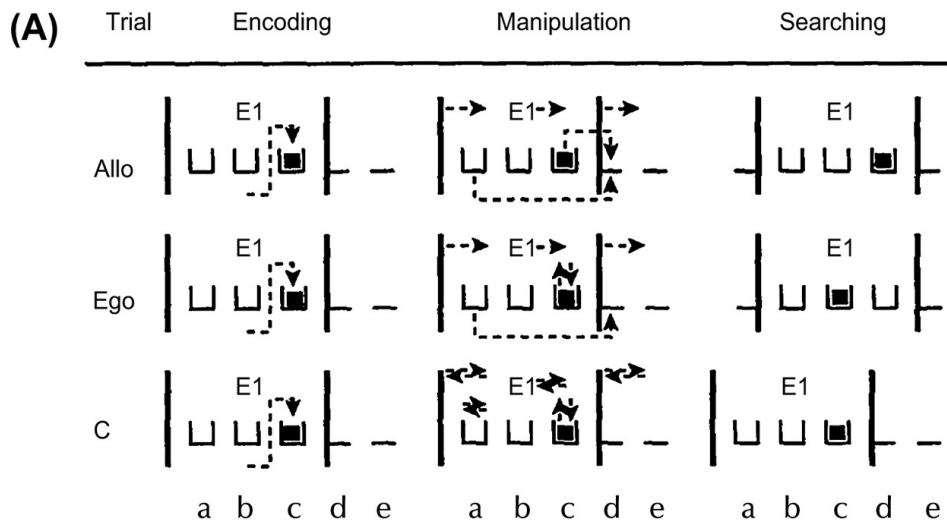 (A) Trial Encoding Manipulation Searching
E1 E1 E1
Allo
E1 E1 E1
Ego
E1 E1 E1
C
a b c d e a b c d e a b c d e